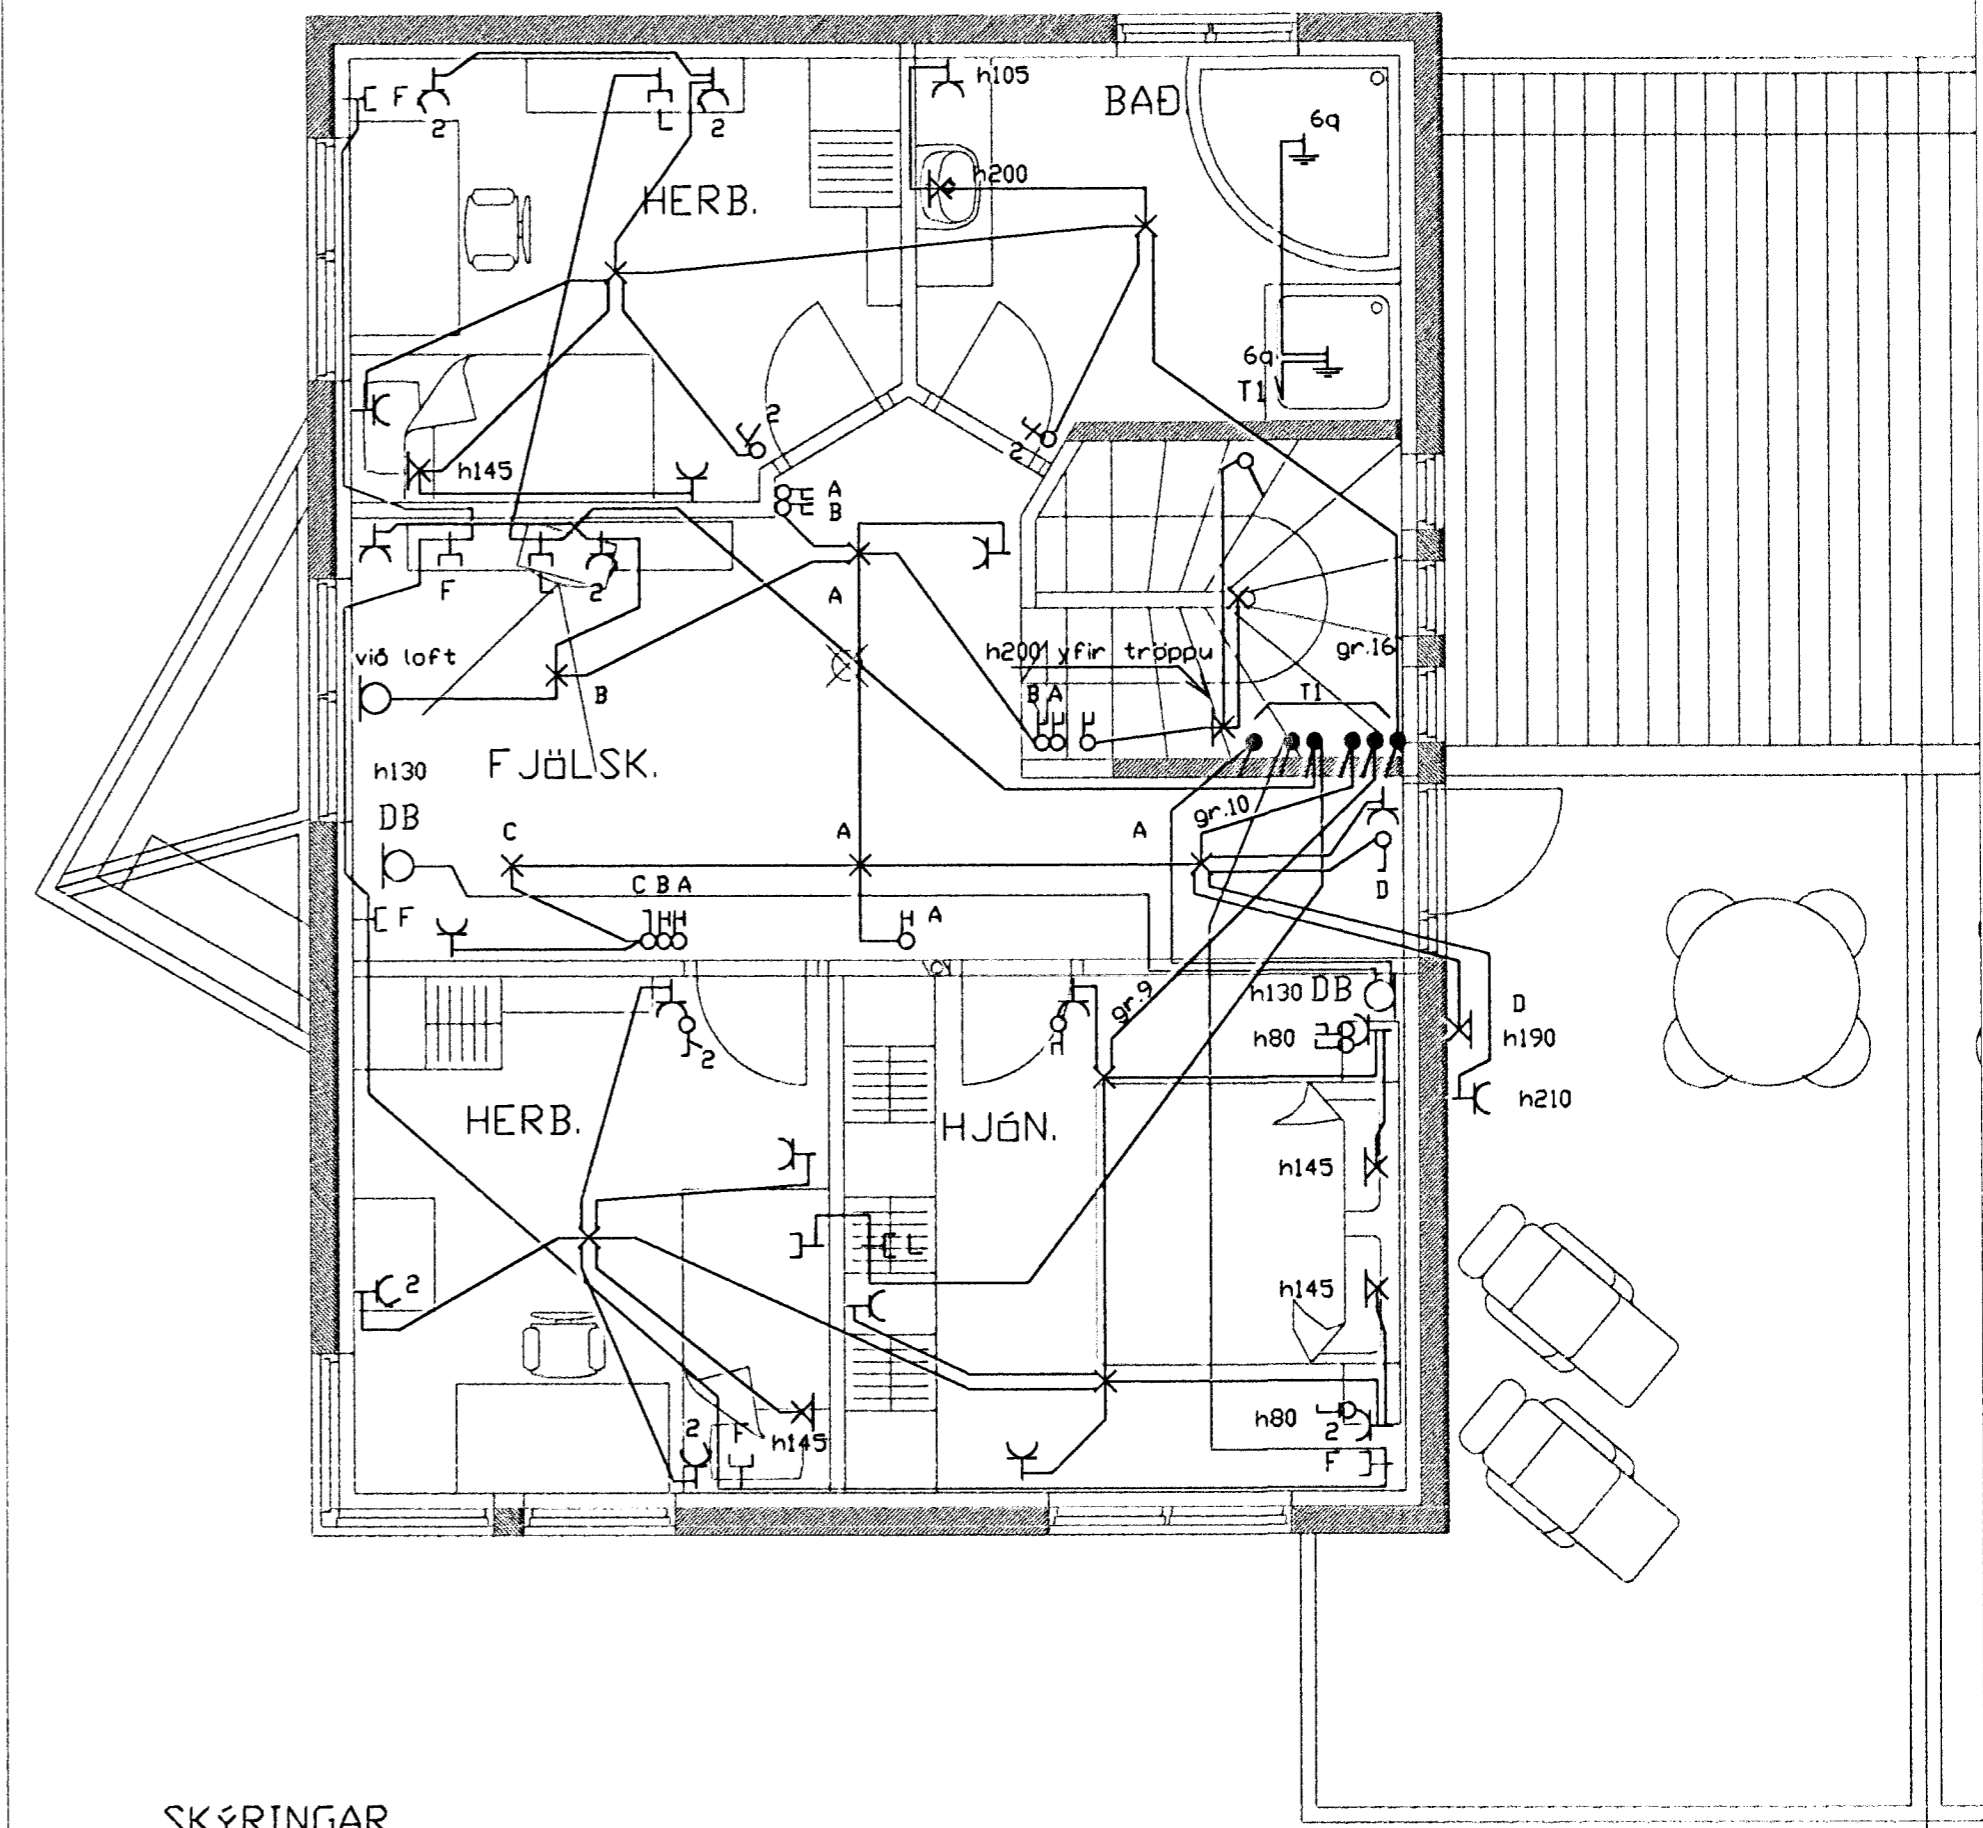 F
2
L
2
h105
BAÐ
6q
h200
HERB.
6q
T1
2
2
h145
A
B
F
L
2
A
við loft
B
h200 yfir tröppu
gr.16
B A
T1
h130
FJÖLSK.
DB
C
A
A
gr.10
D
C B A
F
A
gr.9
h130 DB
D
h80
h190
2
HERB.
HJÓN.
h210
h145
L
2
h145
2
F
h145
h80
2
F
SKÝRINGAR